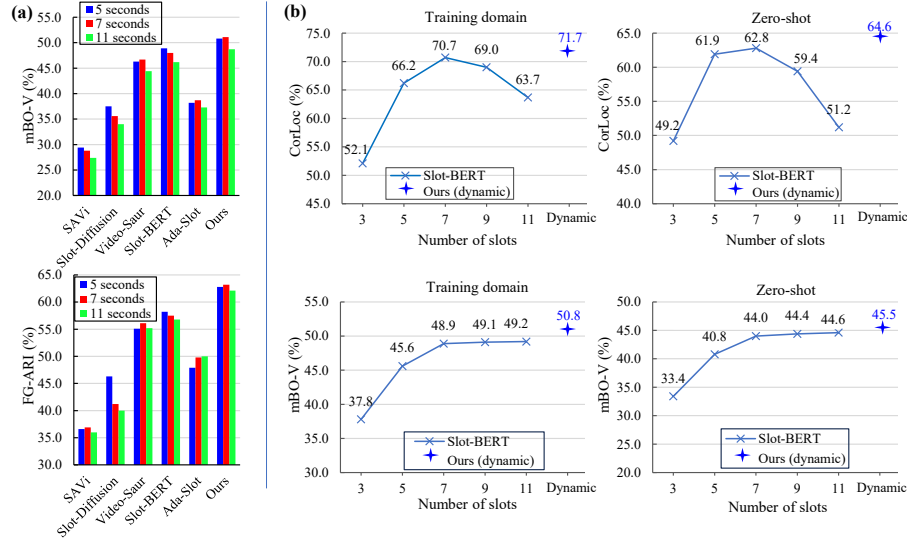 (a)
5 seconds
7 seconds
11 seconds
mBO-V (%)
55.0
50.0
45.0
40.0
35.0
30.0
25.0
20.0
SAVi
Slot-Diffusion
Video-Saur
Slot-BERT
Ada-Slot
Ours
5 seconds
7 seconds
11 seconds
FG-ARI (%)
65.0
60.0
55.0
50.0
45.0
40.0
35.0
30.0
SAVi
Slot-Diffusion
Video-Saur
Slot-BERT
Ada-Slot
Ours
(b)
Training domain
CorLoc (%)
75.0
70.0
65.0
60.0
55.0
50.0
45.0
52.1
66.2
70.7
69.0
63.7
71.7
Slot-BERT
Ours (dynamic)
3 5 7 9 11 Dynamic
Number of slots
Zero-shot
CorLoc (%)
65.0
60.0
55.0
50.0
45.0
40.0
49.2
61.9
62.8
59.4
51.2
64.6
Slot-BERT
Ours (dynamic)
3 5 7 9 11 Dynamic
Number of slots
Training domain
mBO-V (%)
55.0
50.0
45.0
40.0
35.0
30.0
37.8
45.6
48.9
49.1
49.2
50.8
Slot-BERT
Ours (dynamic)
3 5 7 9 11 Dynamic
Number of slots
Zero-shot
mBO-V (%)
50.0
45.0
40.0
35.0
30.0
25.0
20.0
33.4
40.8
44.0
44.4
44.6
45.5
Slot-BERT
Ours (dynamic)
3 5 7 9 11 Dynamic
Number of slots